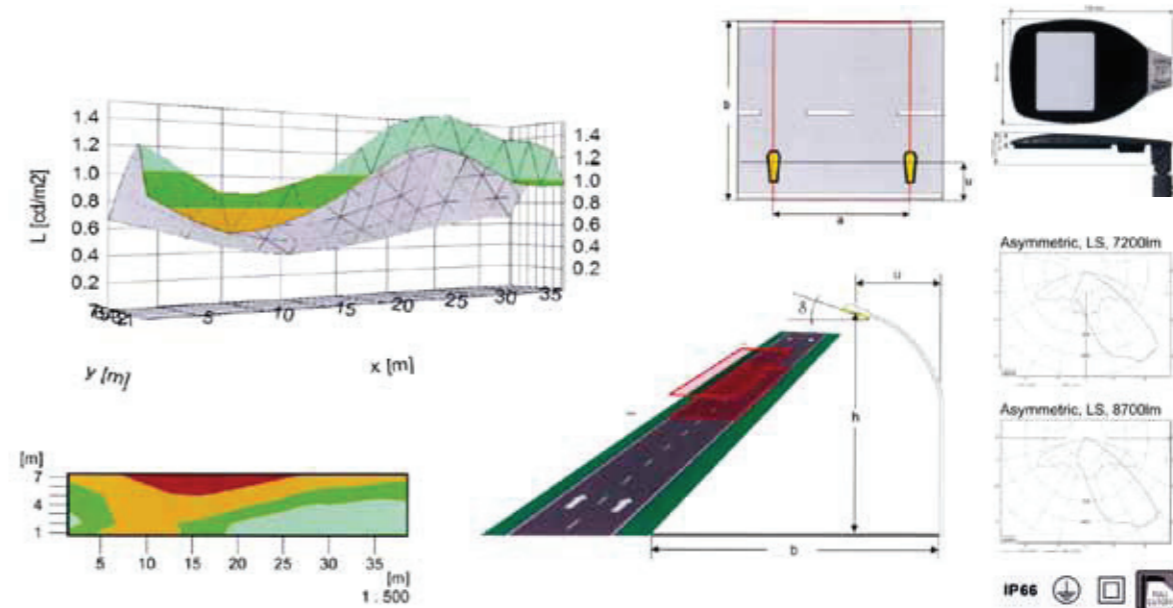 1.4
1.2
1.0
0.8
0.6
0.4
0.2
L [cd/m2]
1.4
1.2
1.0
0.8
0.6
0.4
0.2
5
10
15
20
25
30
35
y [m]
x [m]
[m]
7
4
1
5
10
15
20
25
30
35
[m]
1 : 500
b
a
u
u
δ
h
b
Asymmetric, LS, 7200lm
Asymmetric, LS, 8700lm
IP66